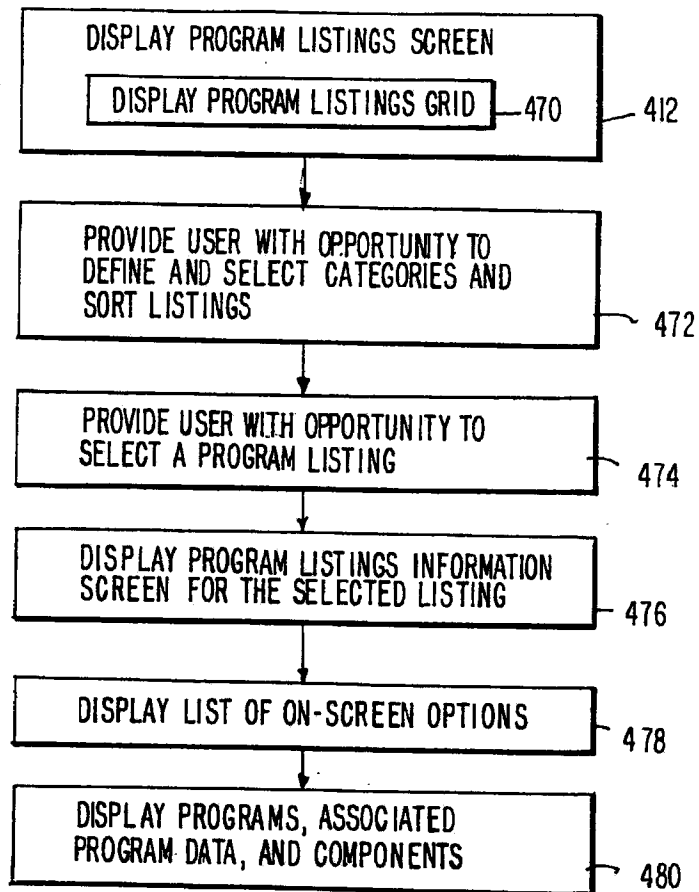 DISPLAY PROGRAM LISTINGS SCREEN
DISPLAY PROGRAM LISTINGS GRID
470
412
PROVIDE USER WITH OPPORTUNITY TO
DEFINE AND SELECT CATEGORIES AND
SORT LISTINGS
472
PROVIDE USER WITH OPPORTUNITY TO
SELECT A PROGRAM LISTING
474
DISPLAY PROGRAM LISTINGS INFORMATION
SCREEN FOR THE SELECTED LISTING
476
DISPLAY LIST OF ON-SCREEN OPTIONS
478
DISPLAY PROGRAMS, ASSOCIATED
PROGRAM DATA, AND COMPONENTS
480